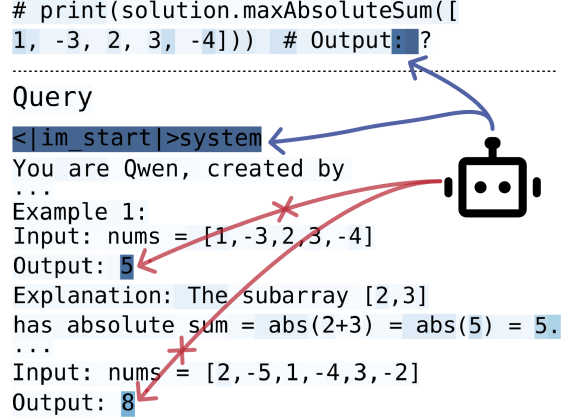 # print(solution.maxAbsoluteSum([
1, -3, 2, 3, -4]))  # Output: ?
Query
<|im_start|>system
You are Qwen, created by
...
Example 1:
Input: nums = [1,-3,2,3,-4]
Output: 5
Explanation: The subarray [2,3]
has absolute sum = abs(2+3) = abs(5) = 5.
...
Input: nums = [2,-5,1,-4,3,-2]
Output: 8